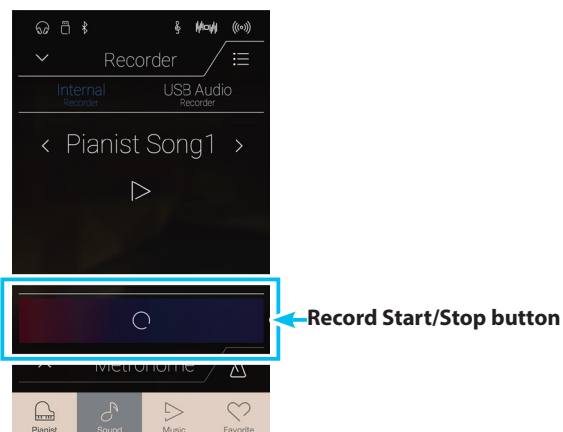 Recorder
Internal
Recorder
USB Audio
Recorder
Pianist Song1
Record Start/Stop button
Metronome
Pianist
Sound
Music
Favorite